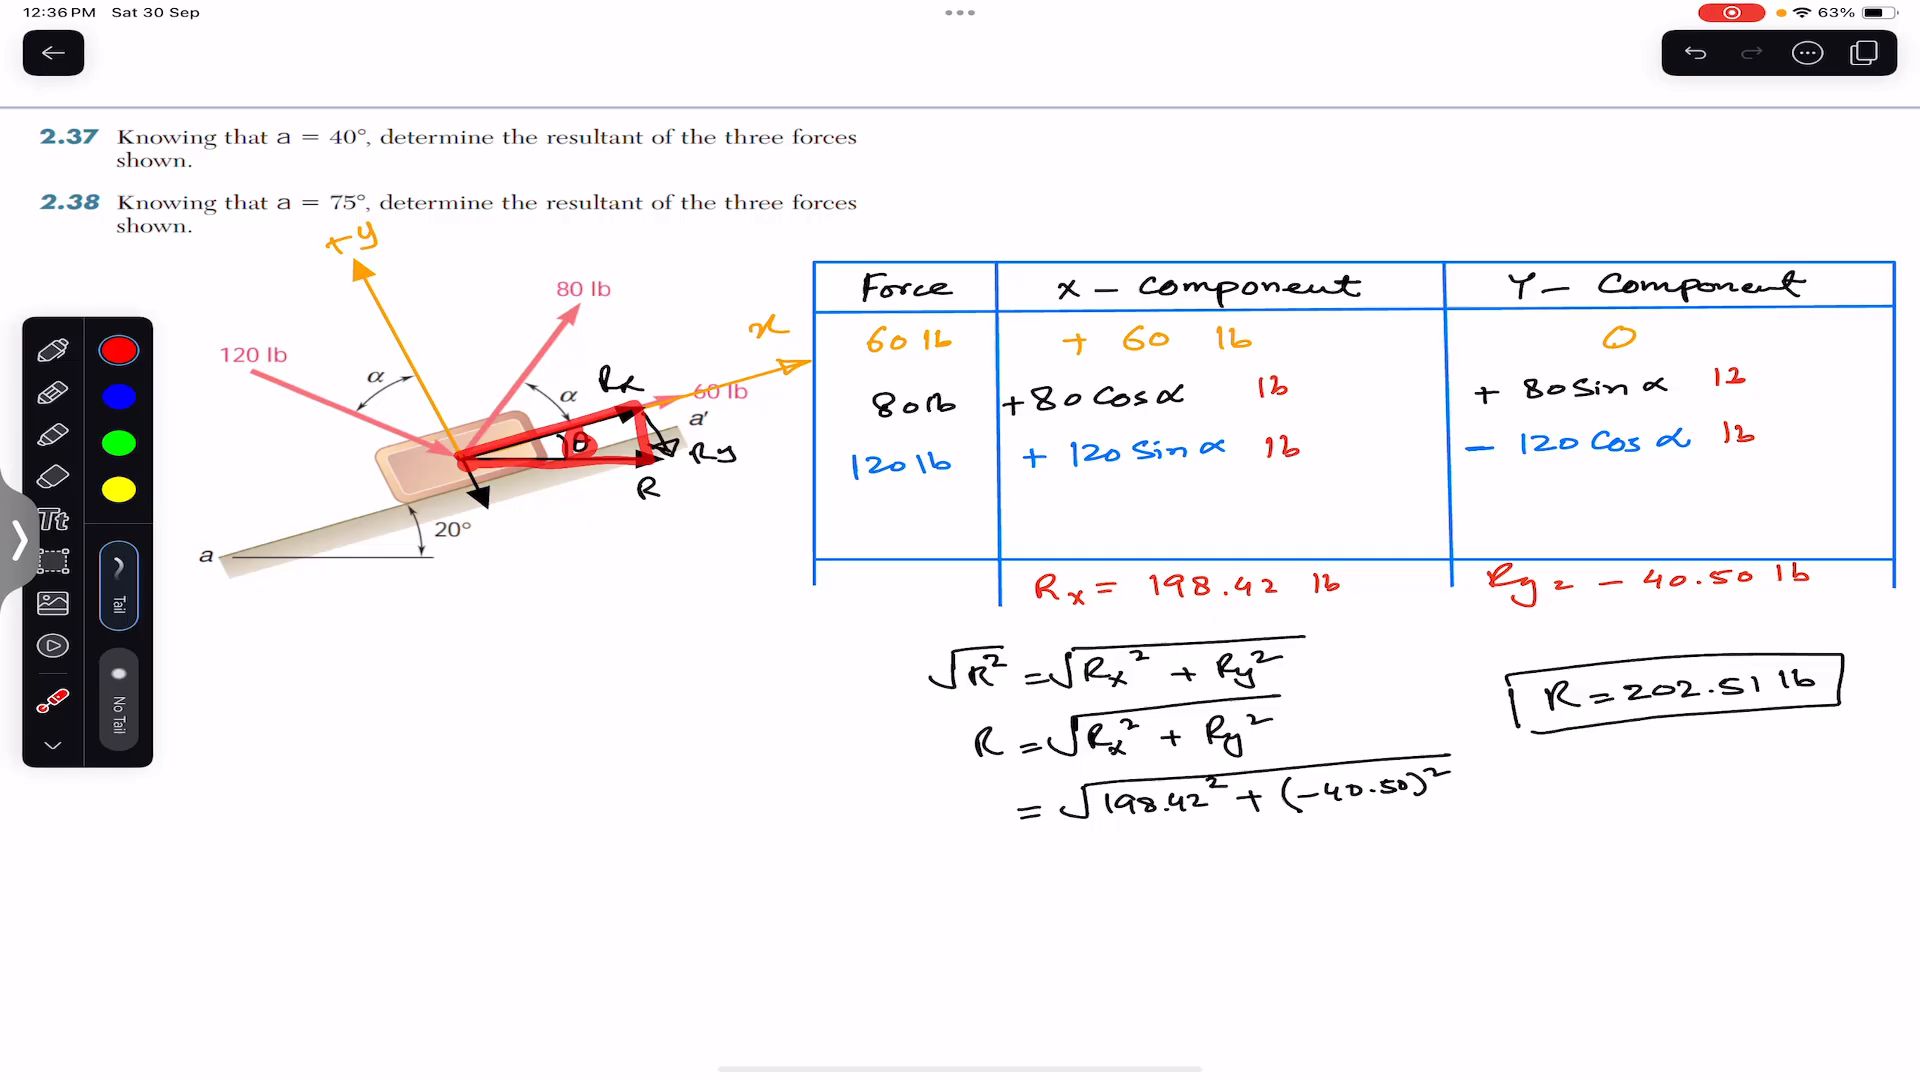 12:36 PM Sat 30 Sep
63%
2.37 Knowing that a = 40°, determine the resultant of the three forces
shown.
2.38 Knowing that a = 75°, determine the resultant of the three forces
shown.
+y
80 lb
x
120 lb
α
α
Rx
60 lb
a'
θ
Ry
R
20°
a
Tt
Tail
No Tail
Force x - component Y - Component
60 lb + 60 lb 0
80 lb +80 Cos α lb + 80 Sin α lb
120 lb + 120 Sin α lb - 120 Cos α lb
Rx = 198.42 lb Ry = - 40.50 lb
√R² = √Rx² + Ry²
R = 202.51 lb
R = √Rx² + Ry²
= √198.42² + (-40.50)²